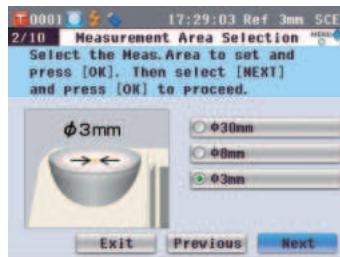 T 0001 17:29:03 Ref 3mm SCE
2/10 Measurement Area Selection MENU
Select the Meas.Area to set and
press [OK]. Then select [NEXT]
and press [OK] to proceed.
φ3mm
φ30mm
φ8mm
φ3mm
Exit Previous Next